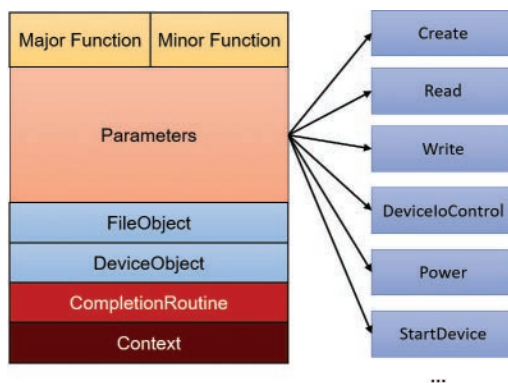 Major Function
Minor Function
Parameters
FileObject
DeviceObject
CompletionRoutine
Context
Create
Read
Write
DeviceIoControl
Power
StartDevice
...